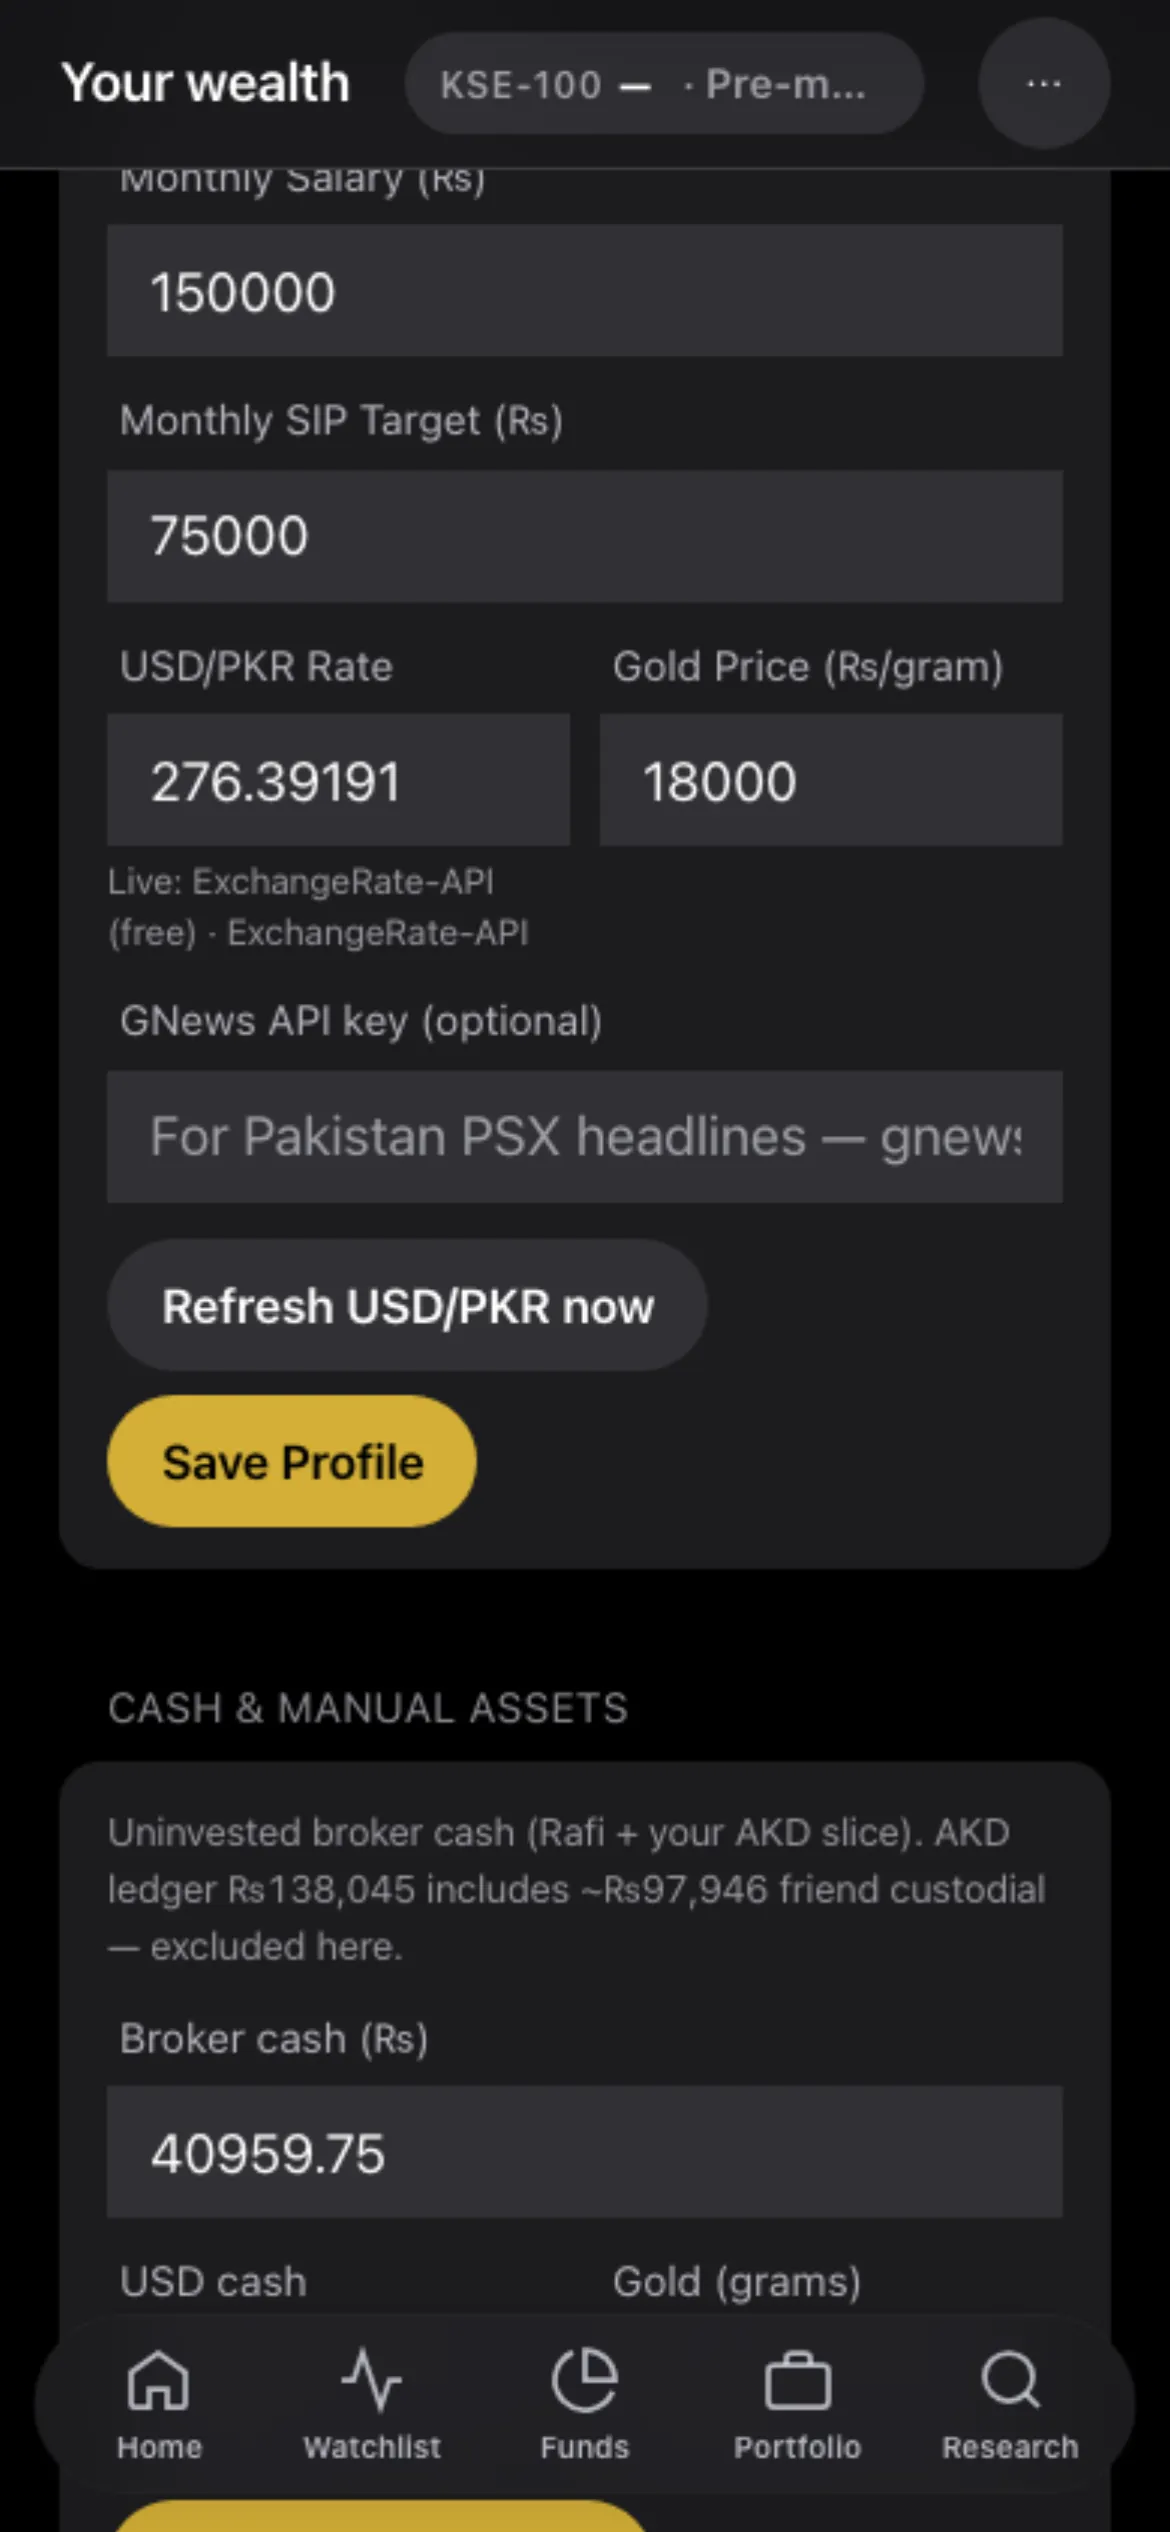 Your wealth
KSE-100 — · Pre-m...
...
Monthly Salary (Rs)
150000
Monthly SIP Target (Rs)
75000
USD/PKR Rate
Gold Price (Rs/gram)
276.39191
18000
Live: ExchangeRate-API
(free) · ExchangeRate-API
GNews API key (optional)
For Pakistan PSX headlines — gnews
Refresh USD/PKR now
Save Profile
CASH & MANUAL ASSETS
Uninvested broker cash (Rafi + your AKD slice). AKD
ledger Rs138,045 includes ~Rs97,946 friend custodial
— excluded here.
Broker cash (Rs)
40959.75
USD cash
Gold (grams)
Home
Watchlist
Funds
Portfolio
Research